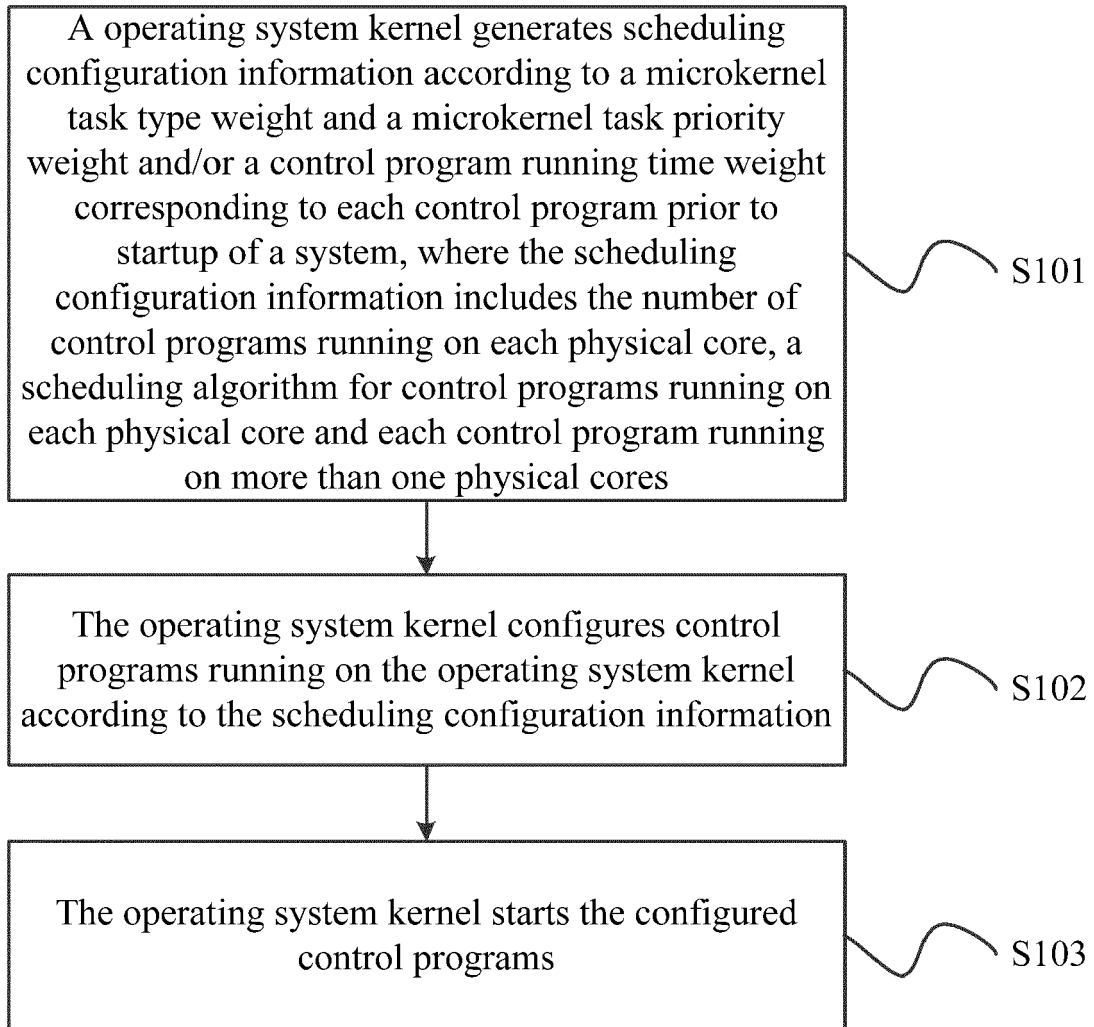 A operating system kernel generates scheduling
configuration information according to a microkernel
task type weight and a microkernel task priority
weight and/or a control program running time weight
corresponding to each control program prior to
startup of a system, where the scheduling
configuration information includes the number of
control programs running on each physical core, a
scheduling algorithm for control programs running on
each physical core and each control program running
on more than one physical cores
S101
The operating system kernel configures control
programs running on the operating system kernel
according to the scheduling configuration information
S102
The operating system kernel starts the configured
control programs
S103